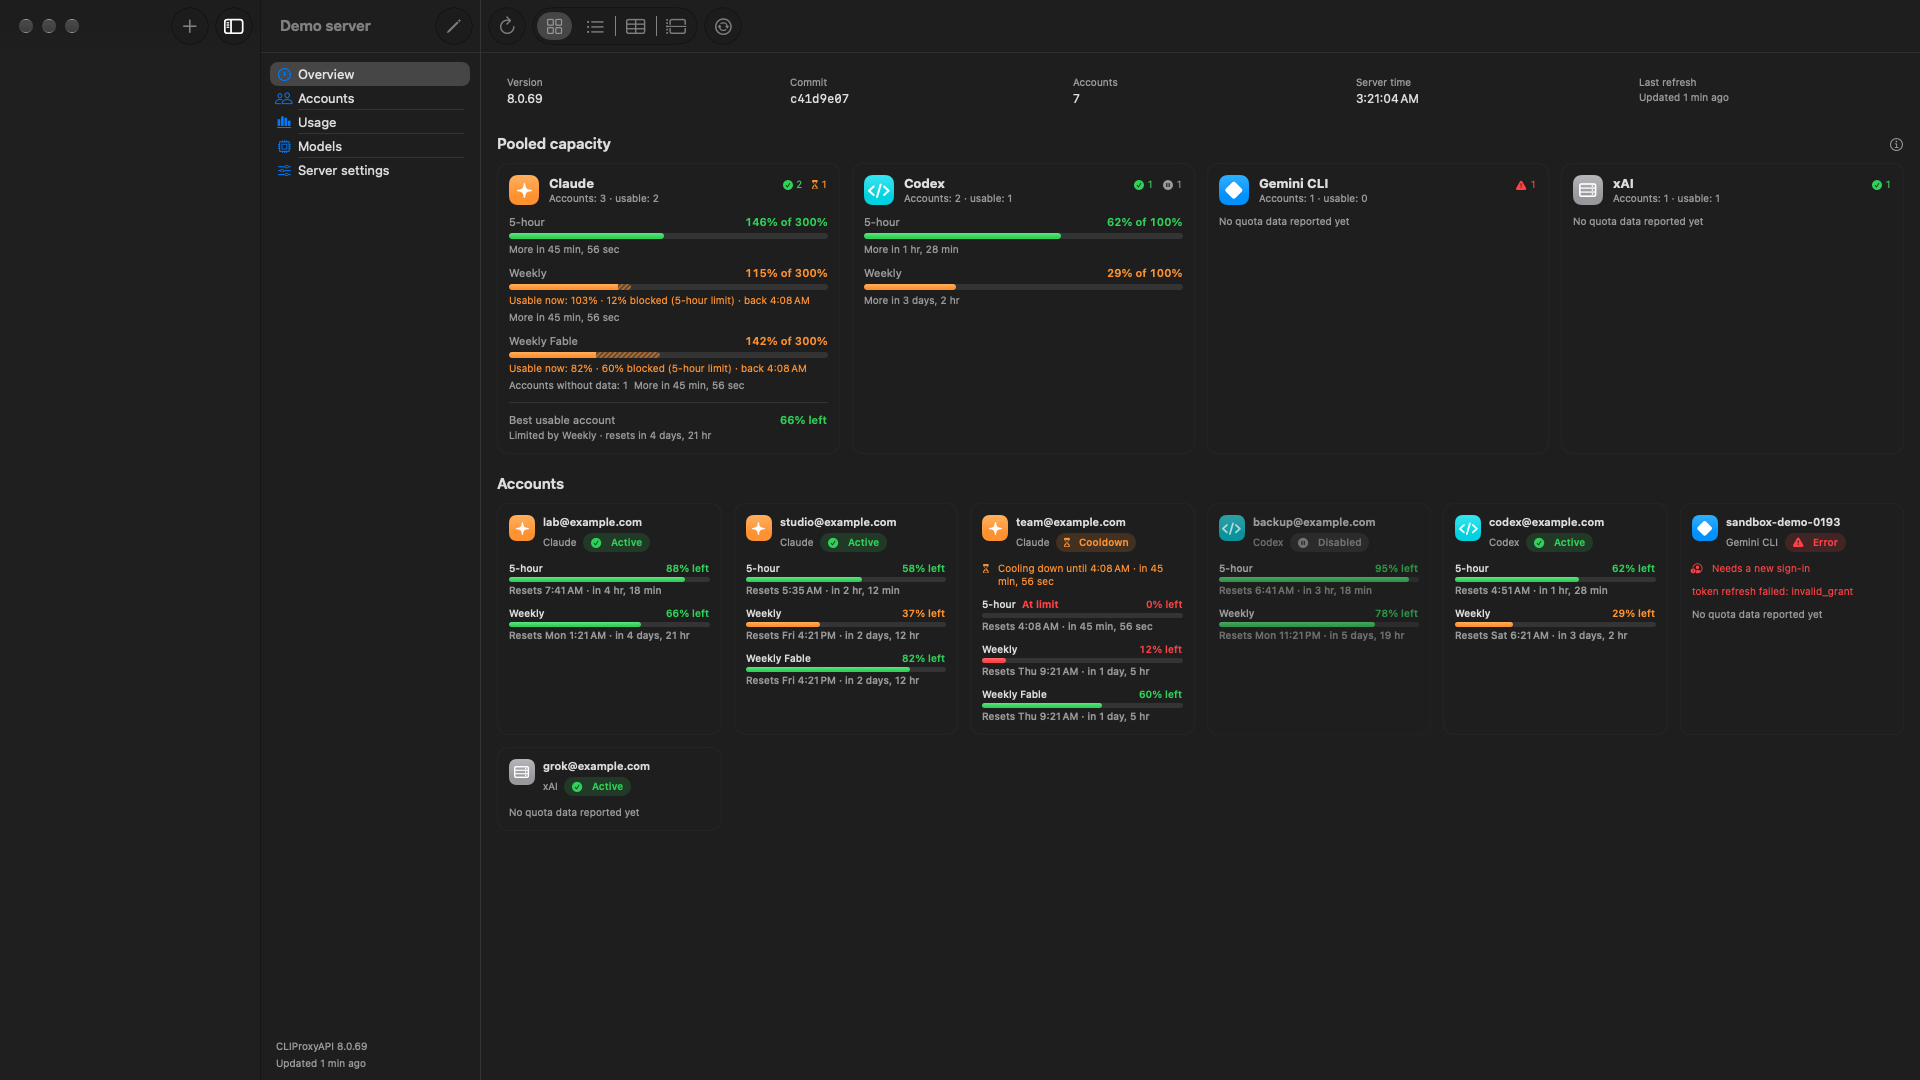 Demo server
Overview
Accounts
Usage
Models
Server settings
CLIProxyAPI 8.0.69
Updated 1 min ago
Version
8.0.69
Commit
c41d9e07
Accounts
7
Server time
3:21:04 AM
Last refresh
Updated 1 min ago
Pooled capacity
Claude
2 1
Accounts: 3 · usable: 2
5-hour 146% of 300%
More in 45 min, 56 sec
Weekly 115% of 300%
Usable now: 103% · 12% blocked (5-hour limit) · back 4:08 AM
More in 45 min, 56 sec
Weekly Fable 142% of 300%
Usable now: 82% · 60% blocked (5-hour limit) · back 4:08 AM
Accounts without data: 1 More in 45 min, 56 sec
Best usable account 66% left
Limited by Weekly · resets in 4 days, 21 hr
Codex
1 1
Accounts: 2 · usable: 1
5-hour 62% of 100%
More in 1 hr, 28 min
Weekly 29% of 100%
More in 3 days, 2 hr
Gemini CLI
1
Accounts: 1 · usable: 0
No quota data reported yet
xAI
1
Accounts: 1 · usable: 1
No quota data reported yet
Accounts
lab@example.com
Claude Active
5-hour 88% left
Resets 7:41 AM · in 4 hr, 18 min
Weekly 66% left
Resets Mon 1:21 AM · in 4 days, 21 hr
studio@example.com
Claude Active
5-hour 58% left
Resets 5:35 AM · in 2 hr, 12 min
Weekly 37% left
Resets Fri 4:21 PM · in 2 days, 12 hr
Weekly Fable 82% left
Resets Fri 4:21 PM · in 2 days, 12 hr
team@example.com
Claude Cooldown
Cooling down until 4:08 AM · in 45
min, 56 sec
5-hour At limit 0% left
Resets 4:08 AM · in 45 min, 56 sec
Weekly 12% left
Resets Thu 9:21 AM · in 1 day, 5 hr
Weekly Fable 60% left
Resets Thu 9:21 AM · in 1 day, 5 hr
backup@example.com
Codex Disabled
5-hour 95% left
Resets 6:41 AM · in 3 hr, 18 min
Weekly 78% left
Resets Mon 11:21 PM · in 5 days, 19 hr
codex@example.com
Codex Active
5-hour 62% left
Resets 4:51 AM · in 1 hr, 28 min
Weekly 29% left
Resets Sat 6:21 AM · in 3 days, 2 hr
sandbox-demo-0193
Gemini CLI Error
Needs a new sign-in
token refresh failed: invalid_grant
No quota data reported yet
grok@example.com
xAI Active
No quota data reported yet